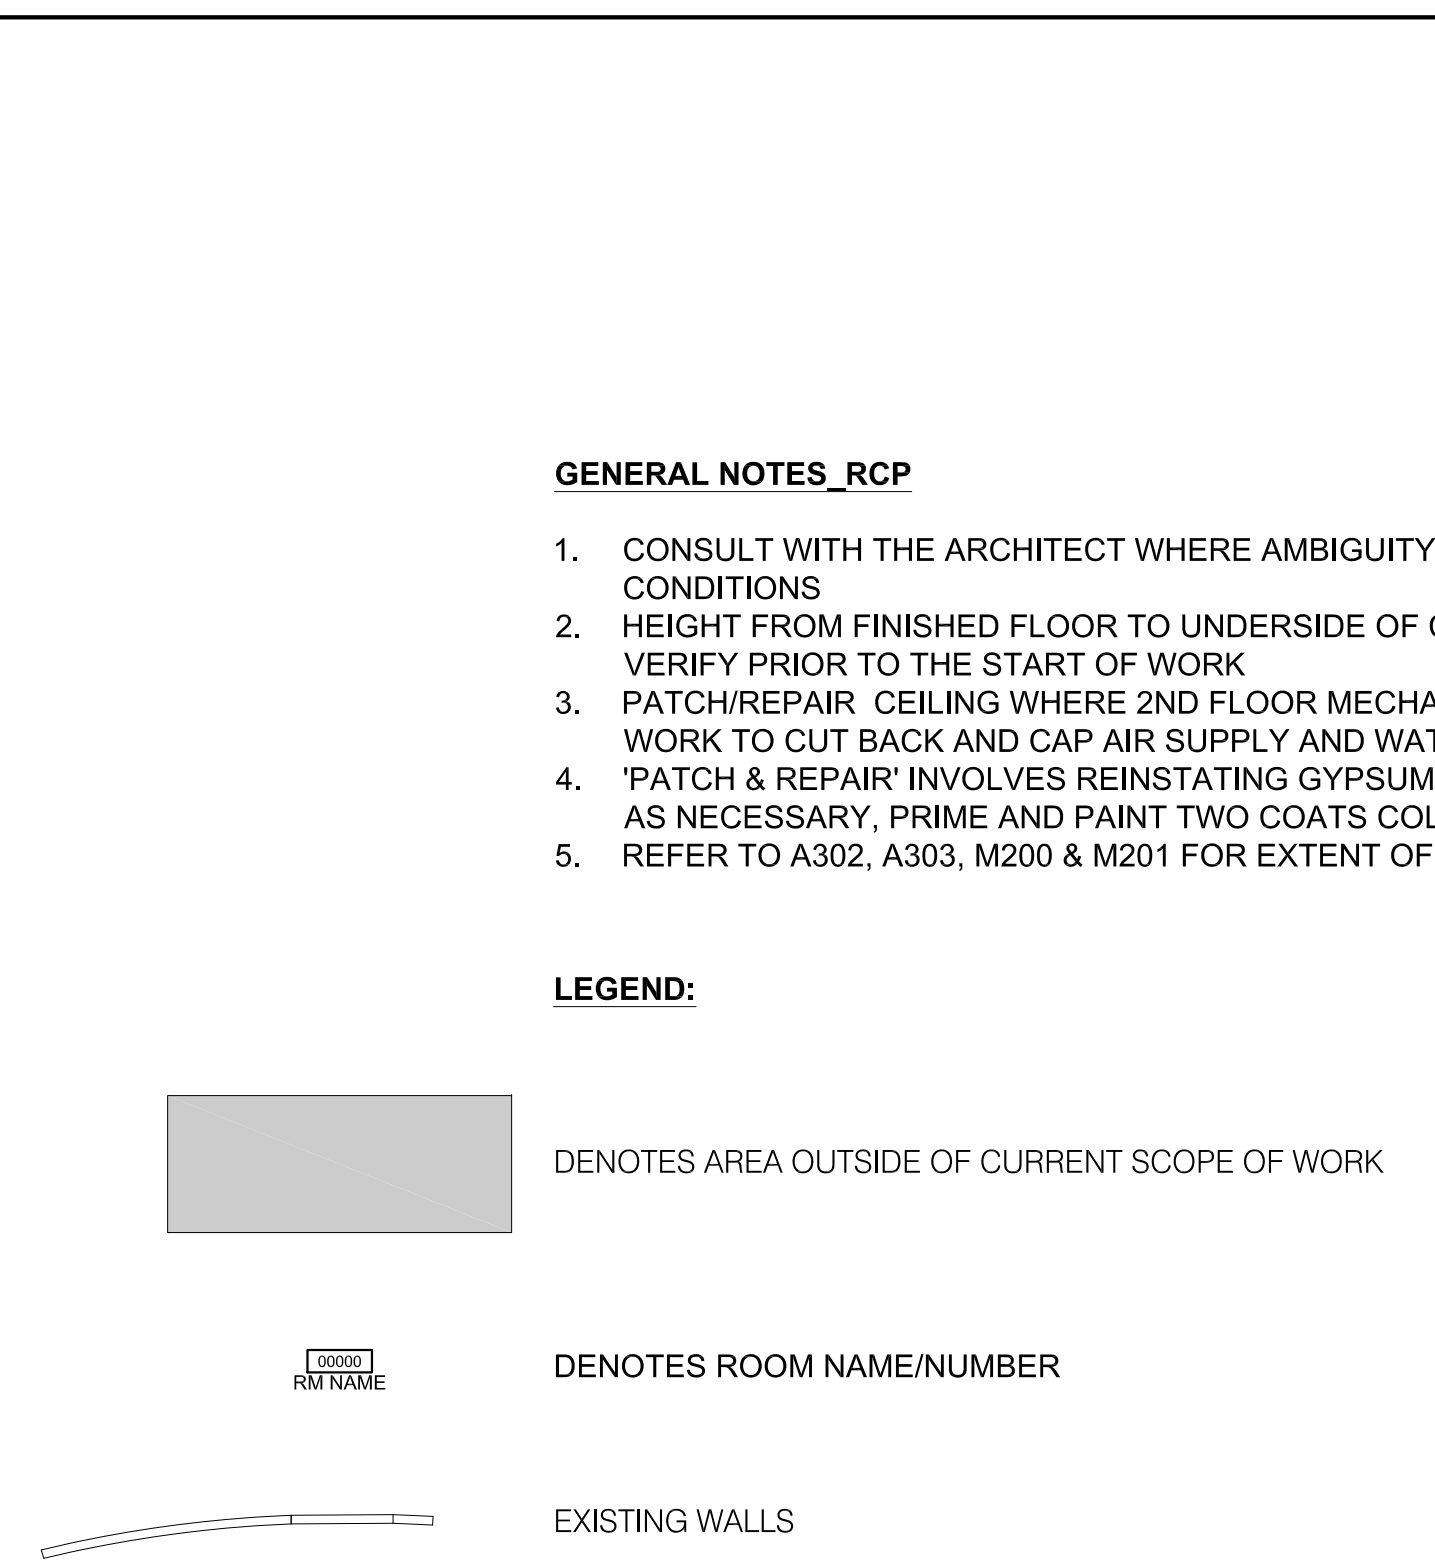 GENERAL NOTES_RCP
1. CONSULT WITH THE ARCHITECT WHERE AMBIGUITY
CONDITIONS
2. HEIGHT FROM FINISHED FLOOR TO UNDERSIDE OF
VERIFY PRIOR TO THE START OF WORK
3. PATCH/REPAIR CEILING WHERE 2ND FLOOR
WORK TO CUT BACK AND CAP AIR SUPPLY AND
4. 'PATCH & REPAIR' INVOLVES REINSTATING GYPSUM
AS NECESSARY, PRIME AND PAINT TWO COATS
5. REFER TO A302, A303, M200 & M201 FOR EXTENT OF
LEGEND:
DENOTES AREA OUTSIDE OF CURRENT SCOPE OF WORK
00000
RM NAME
DENOTES ROOM NAME/NUMBER
EXISTING WALLS